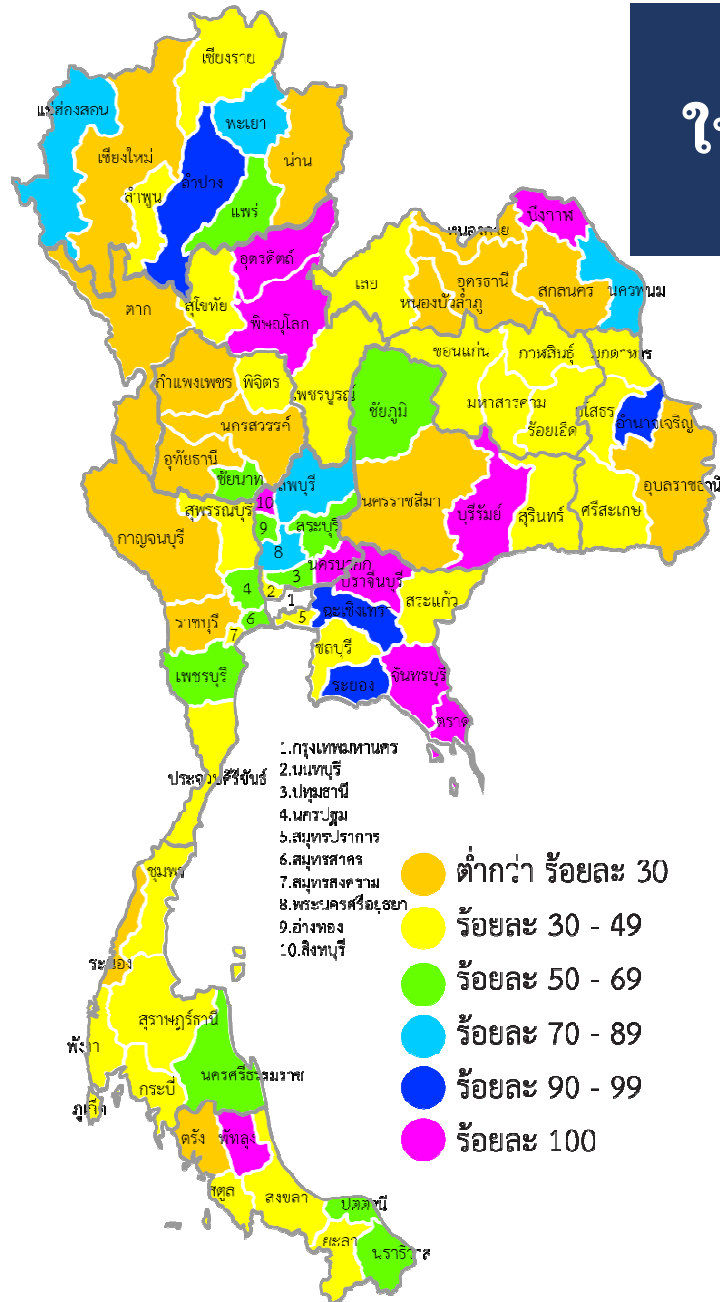 เชียงราย
แม่ฮ่องสอน
พะเยา
เชียงใหม่
น่าน
ลำปาง
ลำพูน
แพร่
บึงกาฬ
อุตรดิตถ์
เลย
อุดรธานี
หนองบัวลำภู
สกลนคร
นครพนม
ตาก
สุโขทัย
พิษณุโลก
ขอนแก่น
กาฬสินธุ์
กำแพงเพชร
พิจิตร
เพชรบูรณ์
ชัยภูมิ
มหาสารคาม
ร้อยเอ็ด
อำนาจเจริญ
นครสวรรค์
อุทัยธานี
ชัยนาท
ลพบุรี
นครราชสีมา
บุรีรัมย์
สุรินทร์
ศรีสะเกษ
อุบลราชธานี
สุพรรณบุรี
10
กาญจนบุรี
9
สระบุรี
8
นครนายก
3
ปราจีนบุรี
4
2
1
สระแก้ว
ราชบุรี
6
5
ฉะเชิงเทรา
7
ชลบุรี
เพชรบุรี
ระยอง
จันทรบุรี
ตราด
ประจวบคีรีขันธ์
1.กรุงเทพมหานคร
2.นนทบุรี
3.ปทุมธานี
4.นครปฐม
5.สมุทรปราการ
6.สมุทรสาคร
7.สมุทรสงคราม
8.พระนครศรีอยุธยา
9.อ่างทอง
10.สิงห์บุรี
ชุมพร
ระนอง
สุราษฎร์ธานี
พังงา
นครศรีธรรมราช
กระบี่
ภูเก็ต
ตรัง
พัทลุง
สตูล
สงขลา
ปัตตานี
ยะลา
นราธิวาส
ต่ำกว่า ร้อยละ 30
ร้อยละ 30 - 49
ร้อยละ 50 - 69
ร้อยละ 70 - 89
ร้อยละ 90 - 99
ร้อยละ 100